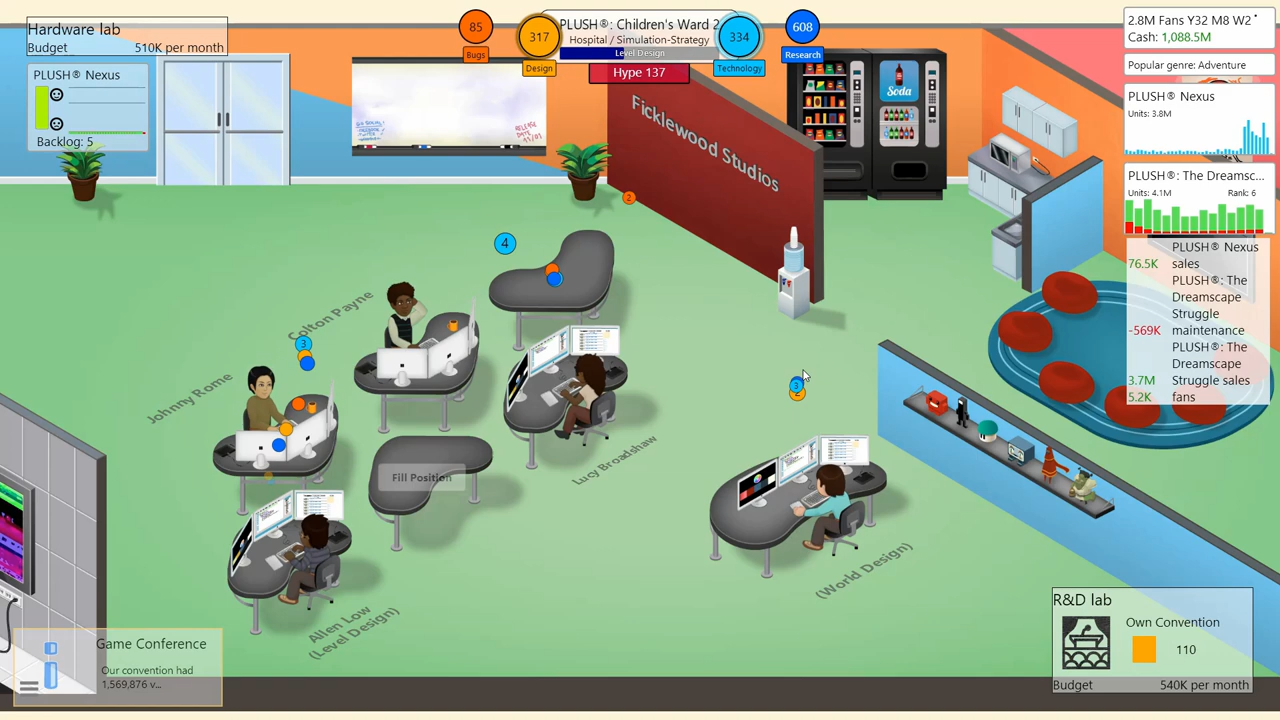 Hardware lab
Budget 510K per month
PLUSH® Nexus
Backlog: 5
85
Bugs
317
Design
PLUSH®: Children's Ward 2
Hospital / Simulation-Strategy
Level Design
Hype 137
334
Technology
608
Research
2.8M Fans Y32 M8 W2
Cash: 1,088.5M
Popular genre: Adventure
PLUSH® Nexus
Units: 3.8M
PLUSH®: The Dreamsc...
Units: 4.1M Rank: 6
PLUSH® Nexus
76.5K sales
PLUSH®: The
Dreamscape
Struggle
-569K maintenance
PLUSH®: The
Dreamscape
3.7M Struggle sales
5.2K fans
Ficklewood Studios
Soda
RELEASE
DATE
2
4
3
3
2
Colton Payne
Johnny Rome
Lucy Broadshaw
Fill Position
Allen Low
(Level Design)
(World Design)
Game Conference
Our convention had
1,569,876 v...
R&D lab
Own Convention
110
Budget 540K per month